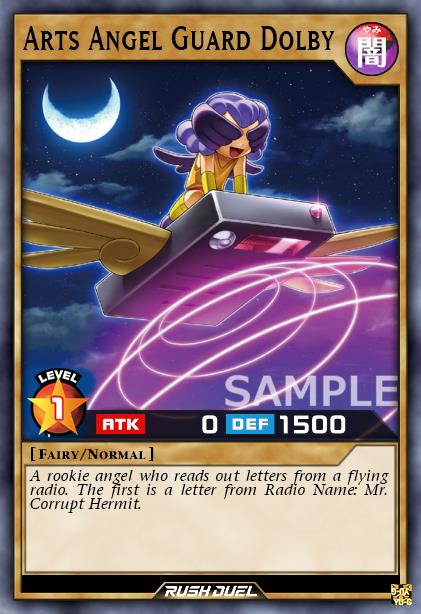 Arts Angel Guard Dolby
やみ
闇
SAMPLE
LEVEL
1
ATK 0 DEF 1500
[Fairy/Normal]
A rookie angel who reads out letters from a flying
radio. The first is a letter from Radio Name: Mr.
Corrupt Hermit.
RUSH DUEL